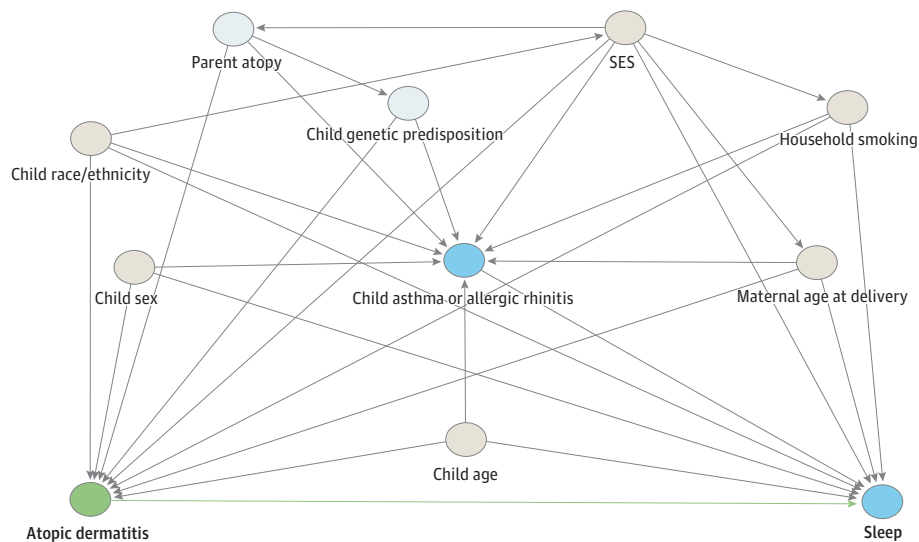 Parent atopy
SES
Child genetic predisposition
Household smoking
Child race/ethnicity
Child sex
Child asthma or allergic rhinitis
Maternal age at delivery
Child age
Atopic dermatitis
Sleep